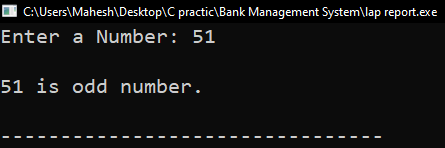 C:\Users\Mahesh\Desktop\C practic\Bank Management System\lap report.exe
Enter a Number: 51
51 is odd number.
--------------------------------